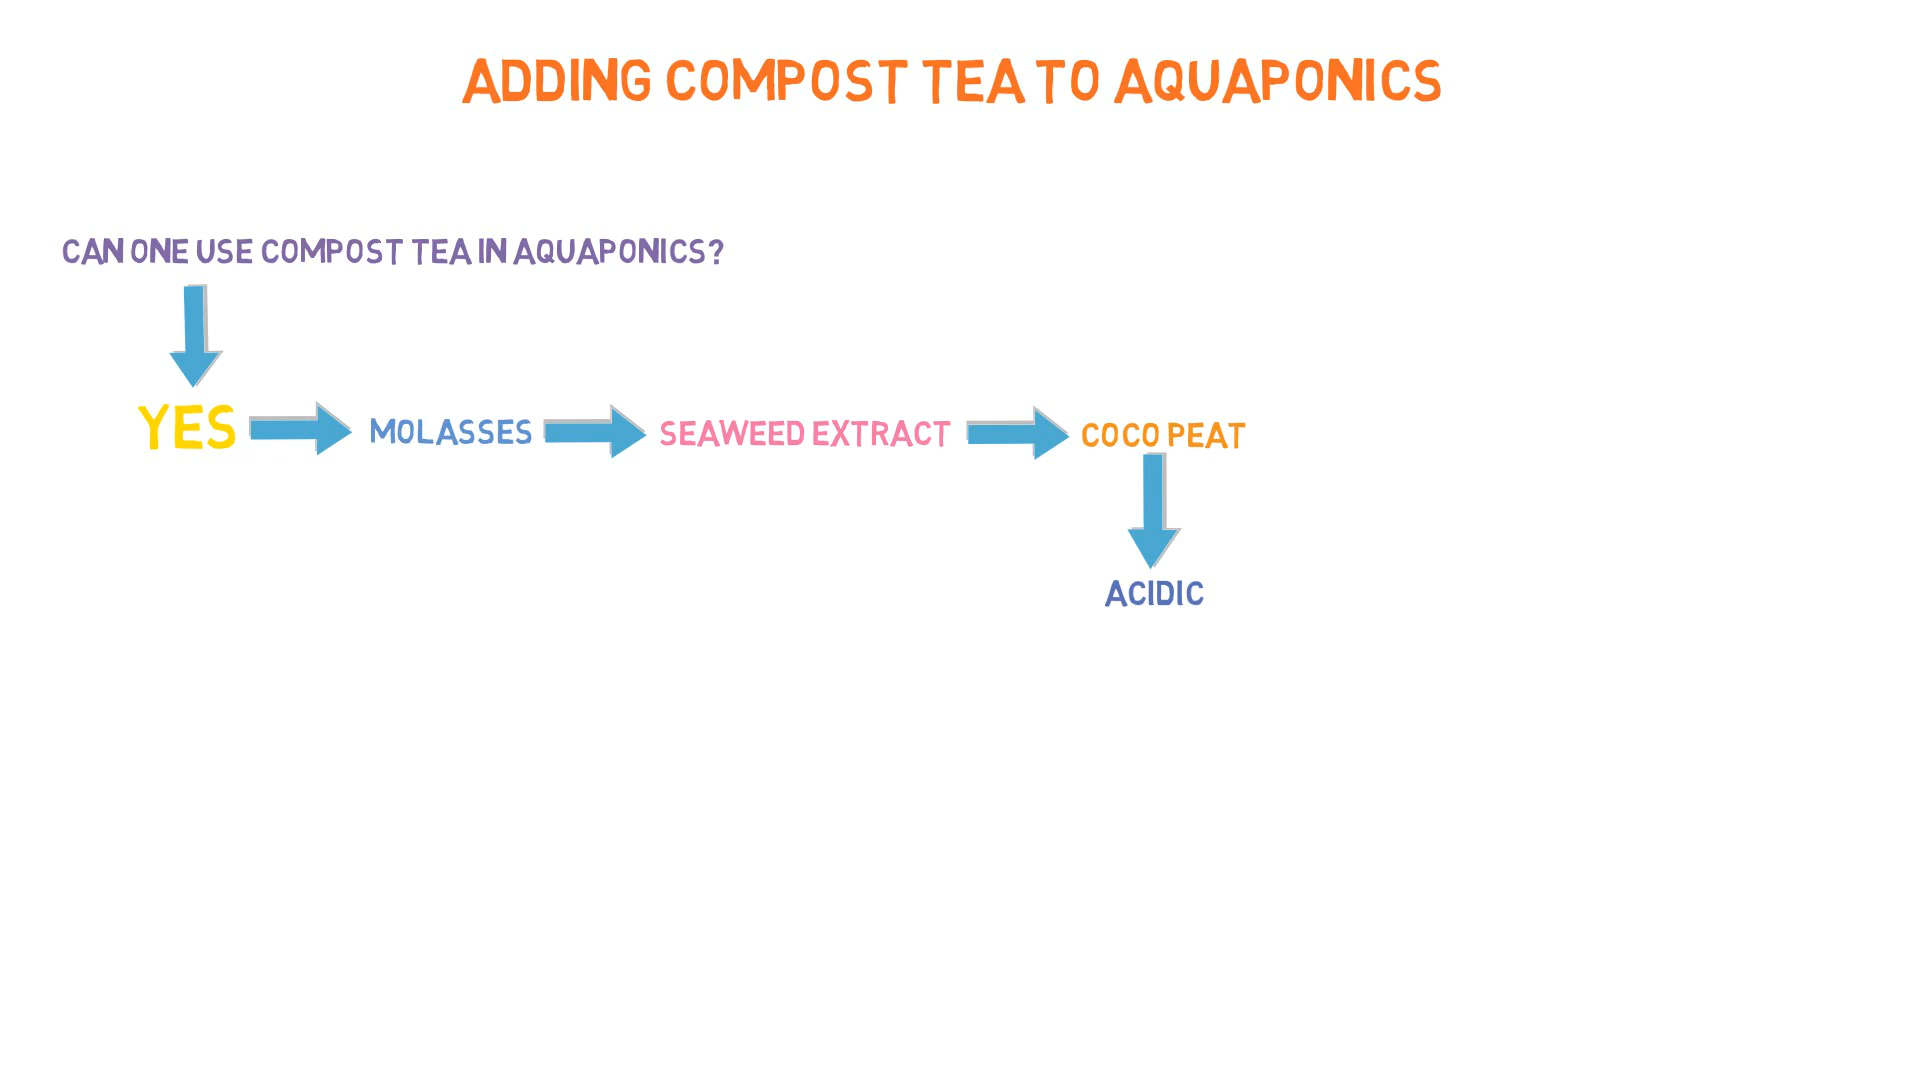 ADDING COMPOST TEA TO AQUAPONICS
CAN ONE USE COMPOST TEA IN AQUAPONICS?
YES
MOLASSES
SEAWEED EXTRACT
COCO PEAT
ACIDIC